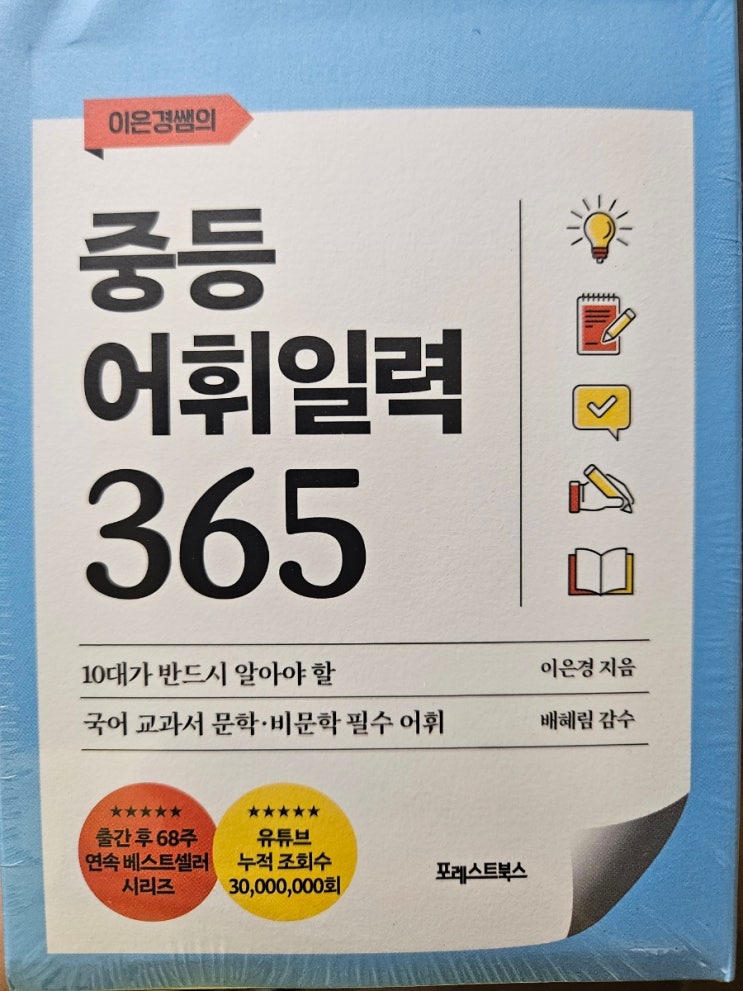 이은경쌤의
중등
어휘일력
365
10대가 반드시 알아야 할
이은경 지음
국어 교과서 문학·비문학 필수 어휘
배혜림 감수
★★★★★
출간 후 68주
연속 베스트셀러
시리즈
★★★★★
유튜브
누적 조회수
30,000,000회
포레스트북스